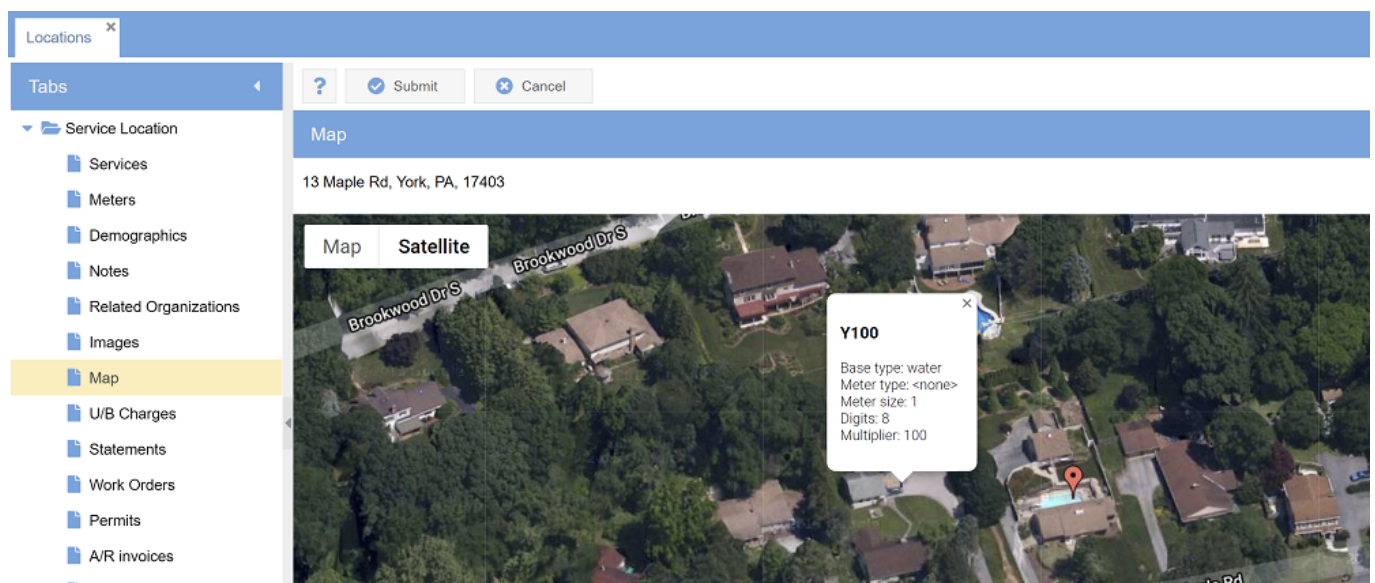 Locations
Tabs
? Submit Cancel
Service Location
Services
Meters
Demographics
Notes
Related Organizations
Images
Map
U/B Charges
Statements
Work Orders
Permits
A/R invoices
Map
13 Maple Rd, York, PA, 17403
Map Satellite
Brookwood Dr S
Brookwood Dr S
Y100
Base type: water
Meter type: <none>
Meter size: 1
Digits: 8
Multiplier: 100
Rd